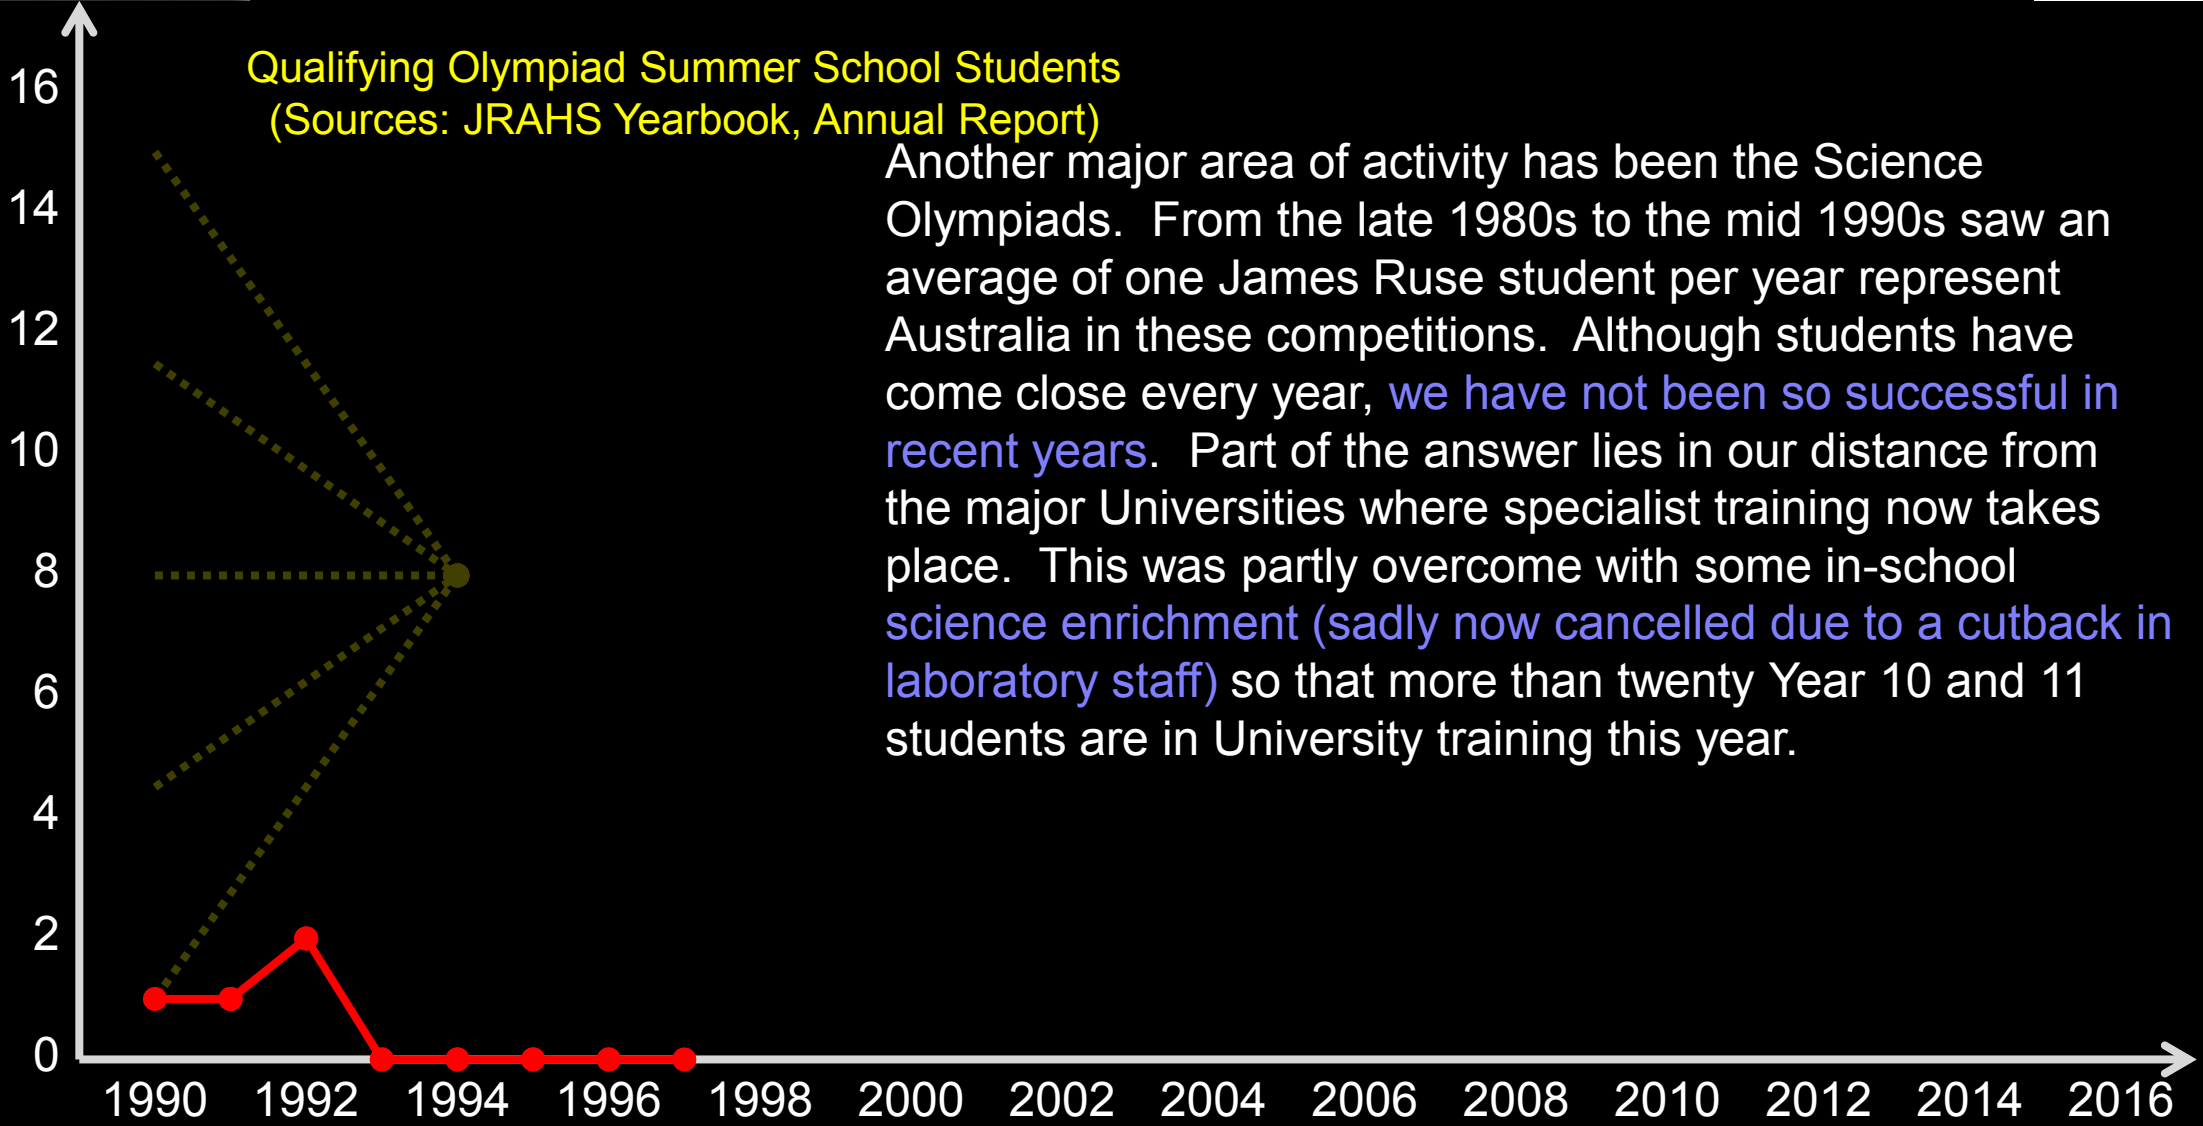 Qualifying Olympiad Summer School Students
(Sources: JRAHS Yearbook, Annual Report)
Another major area of activity has been the Science
Olympiads.  From the late 1980s to the mid 1990s saw an
average of one James Ruse student per year represent
Australia in these competitions.  Although students have
come close every year, we have not been so successful in
recent years.  Part of the answer lies in our distance from
the major Universities where specialist training now takes
place.  This was partly overcome with some in-school
science enrichment (sadly now cancelled due to a cutback in
laboratory staff) so that more than twenty Year 10 and 11
students are in University training this year.
16
14
12
10
8
6
4
2
0
1990 1992 1994 1996 1998 2000 2002 2004 2006 2008 2010 2012 2014 2016